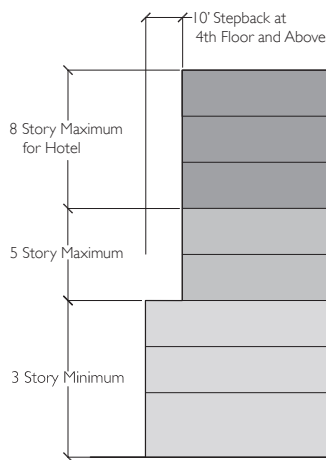 10’ Stepback at
4th Floor and Above
8 Story Maximum
for Hotel
5 Story Maximum
3 Story Minimum